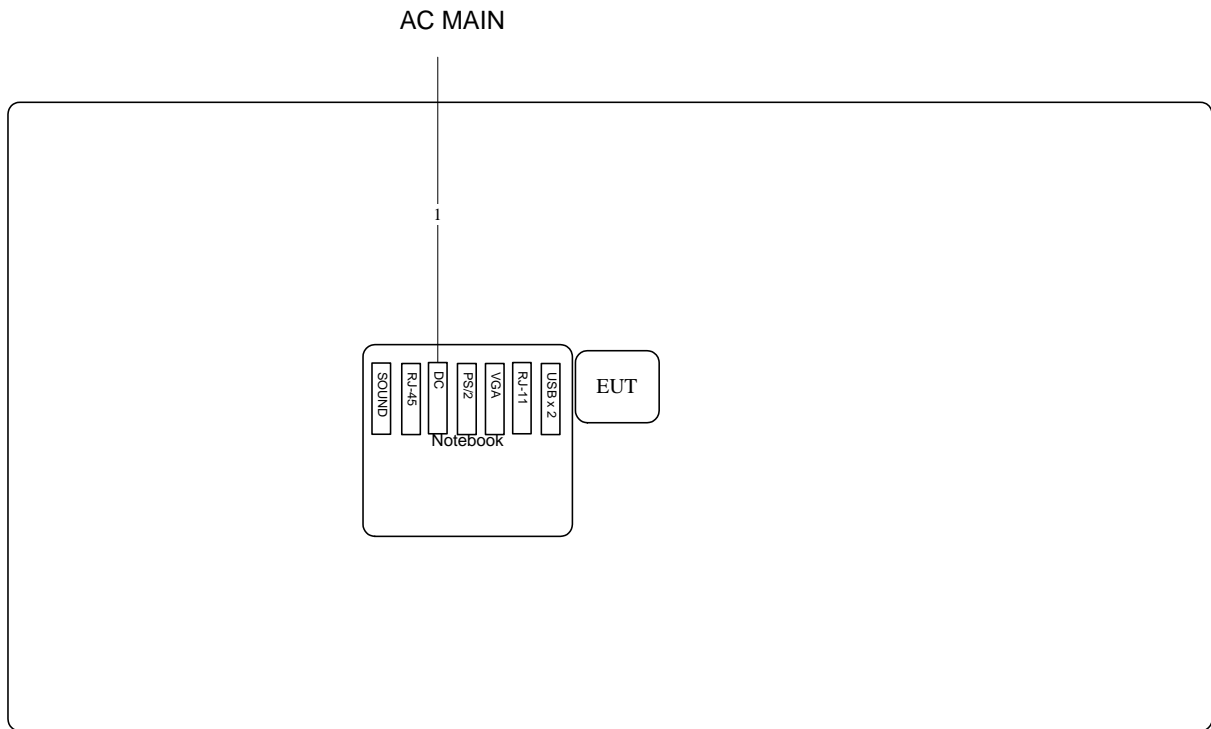 AC MAIN
1
SOUND
RJ-45
DC
PS/2
VGA
RJ-11
USB x 2
EUT
Notebook